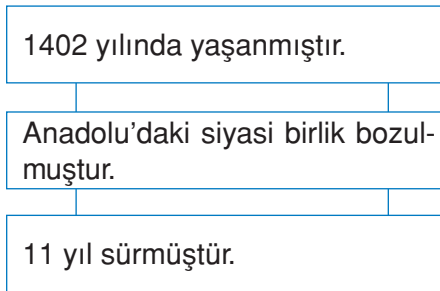 1402 yılında yaşanmıştır.
Anadolu’daki siyasi birlik bozul-
muştur.
11 yıl sürmüştür.